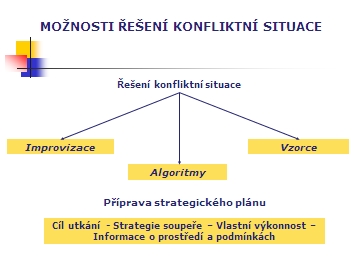 MOŽNOSTI ŘEŠENÍ KONFLIKTNÍ SITUACE
Řešení konfliktní situace
Improvizace
Vzorce
Algoritmy
Příprava strategického plánu
Cíl utkání - Strategie soupeře – Vlastní výkonnost –
Informace o prostředí a podmínkách